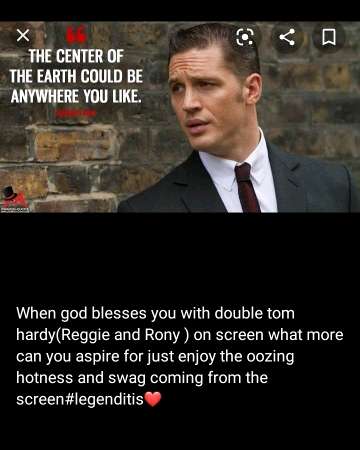 THE CENTER OF
THE EARTH COULD BE
ANYWHERE YOU LIKE.
When god blesses you with double tom
hardy(Reggie and Rony ) on screen what more
can you aspire for just enjoy the oozing
hotness and swag coming from the
screen#legenditis❤️